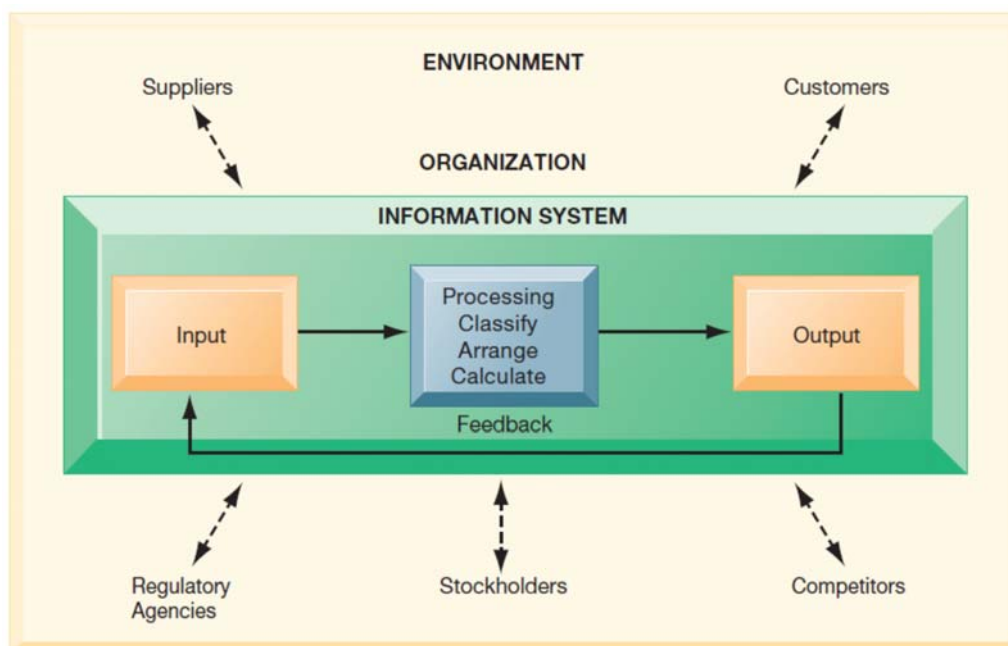 ENVIRONMENT
Suppliers
Customers
ORGANIZATION
INFORMATION SYSTEM
Input
Processing
Classify
Arrange
Calculate
Output
Feedback
Regulatory
Agencies
Stockholders
Competitors